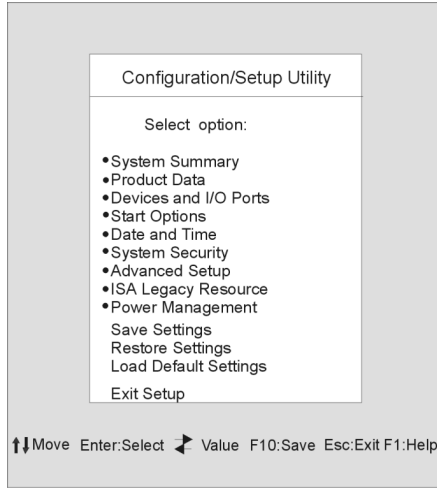 Configuration/Setup Utility
Select option:
•System Summary
•Product Data
•Devices and I/O Ports
•Start Options
•Date and Time
•System Security
•Advanced Setup
•ISA Legacy Resource
•Power Management
Save Settings
Restore Settings
Load Default Settings
Exit Setup
↑↓Move Enter:Select ⇄ Value F10:Save Esc:Exit F1:Help